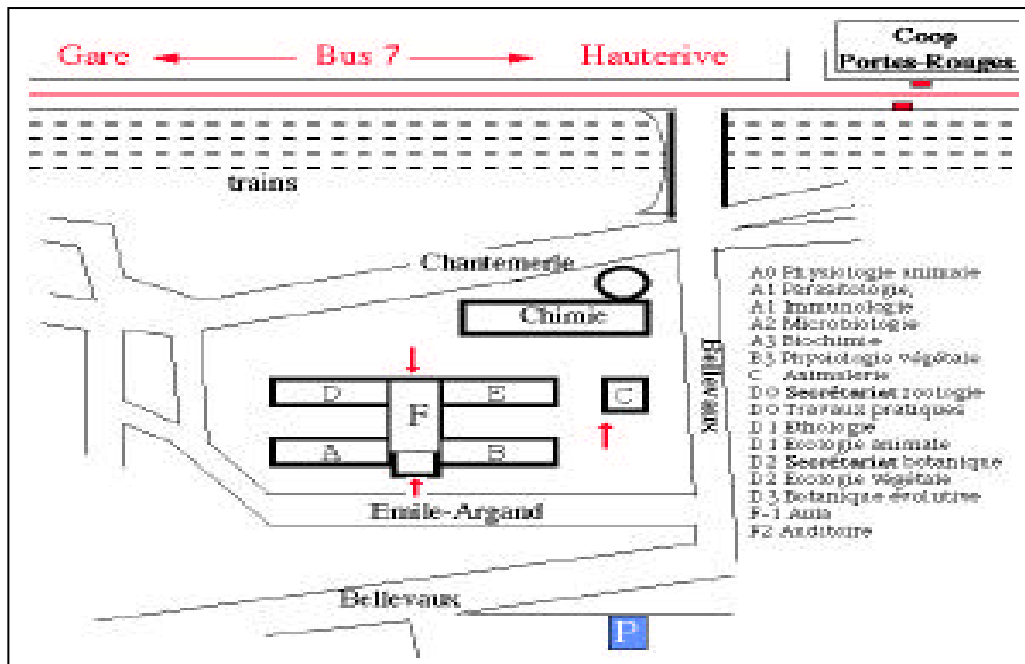 Gare Bus 7 Hauterive
Coop
Portes-Rouges
trains
Chantemerle
Chimie
Bellevaux
D
E
F
C
A
B
Emile-Argand
Bellevaux
P
A0 Physiologie animale
A1 Parasitologie
A1 Immunologie
A2 Microbiologie
A3 Biochimie
B3 Physiologie végétale
C Animalerie
D0 Secrétariat zoologie
D0 Travaux pratiques
D1 Ethologie
D1 Ecologie animale
D2 Secrétariat botanique
D2 Ecologie végétale
D3 Botanique évolutive
F-1 Aula
F2 Auditoire